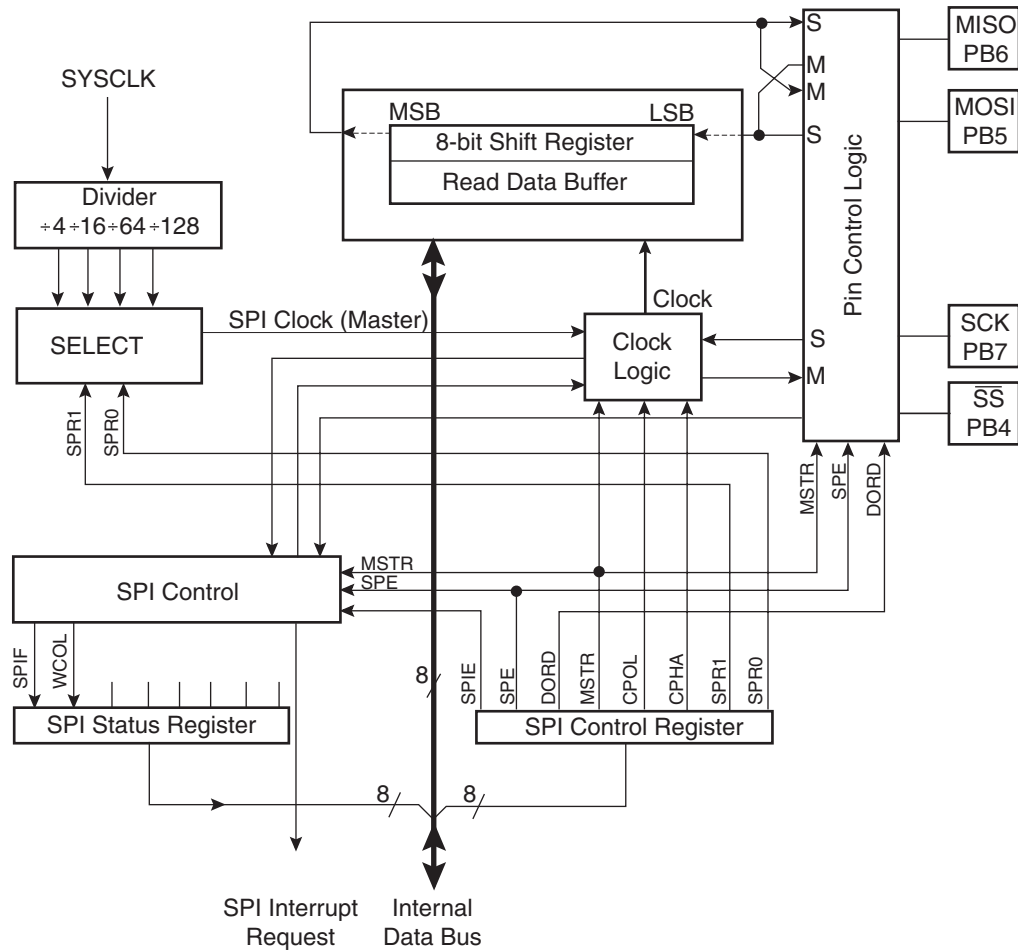 SYSCLK
Divider
÷4÷16÷64÷128
SELECT
SPI Clock (Master)
SPR1
SPR0
MSB
LSB
8-bit Shift Register
Read Data Buffer
Clock
Clock
Logic
S
M
M
S
S
M
Pin Control Logic
MISO
PB6
MOSI
PB5
SCK
PB7
SS
PB4
MSTR
SPE
DORD
SPI Control
MSTR
SPE
SPIF
WCOL
SPI Status Register
8
SPIE
SPE
DORD
MSTR
CPOL
CPHA
SPR1
SPR0
SPI Control Register
8
8
SPI Interrupt
Request
Internal
Data Bus